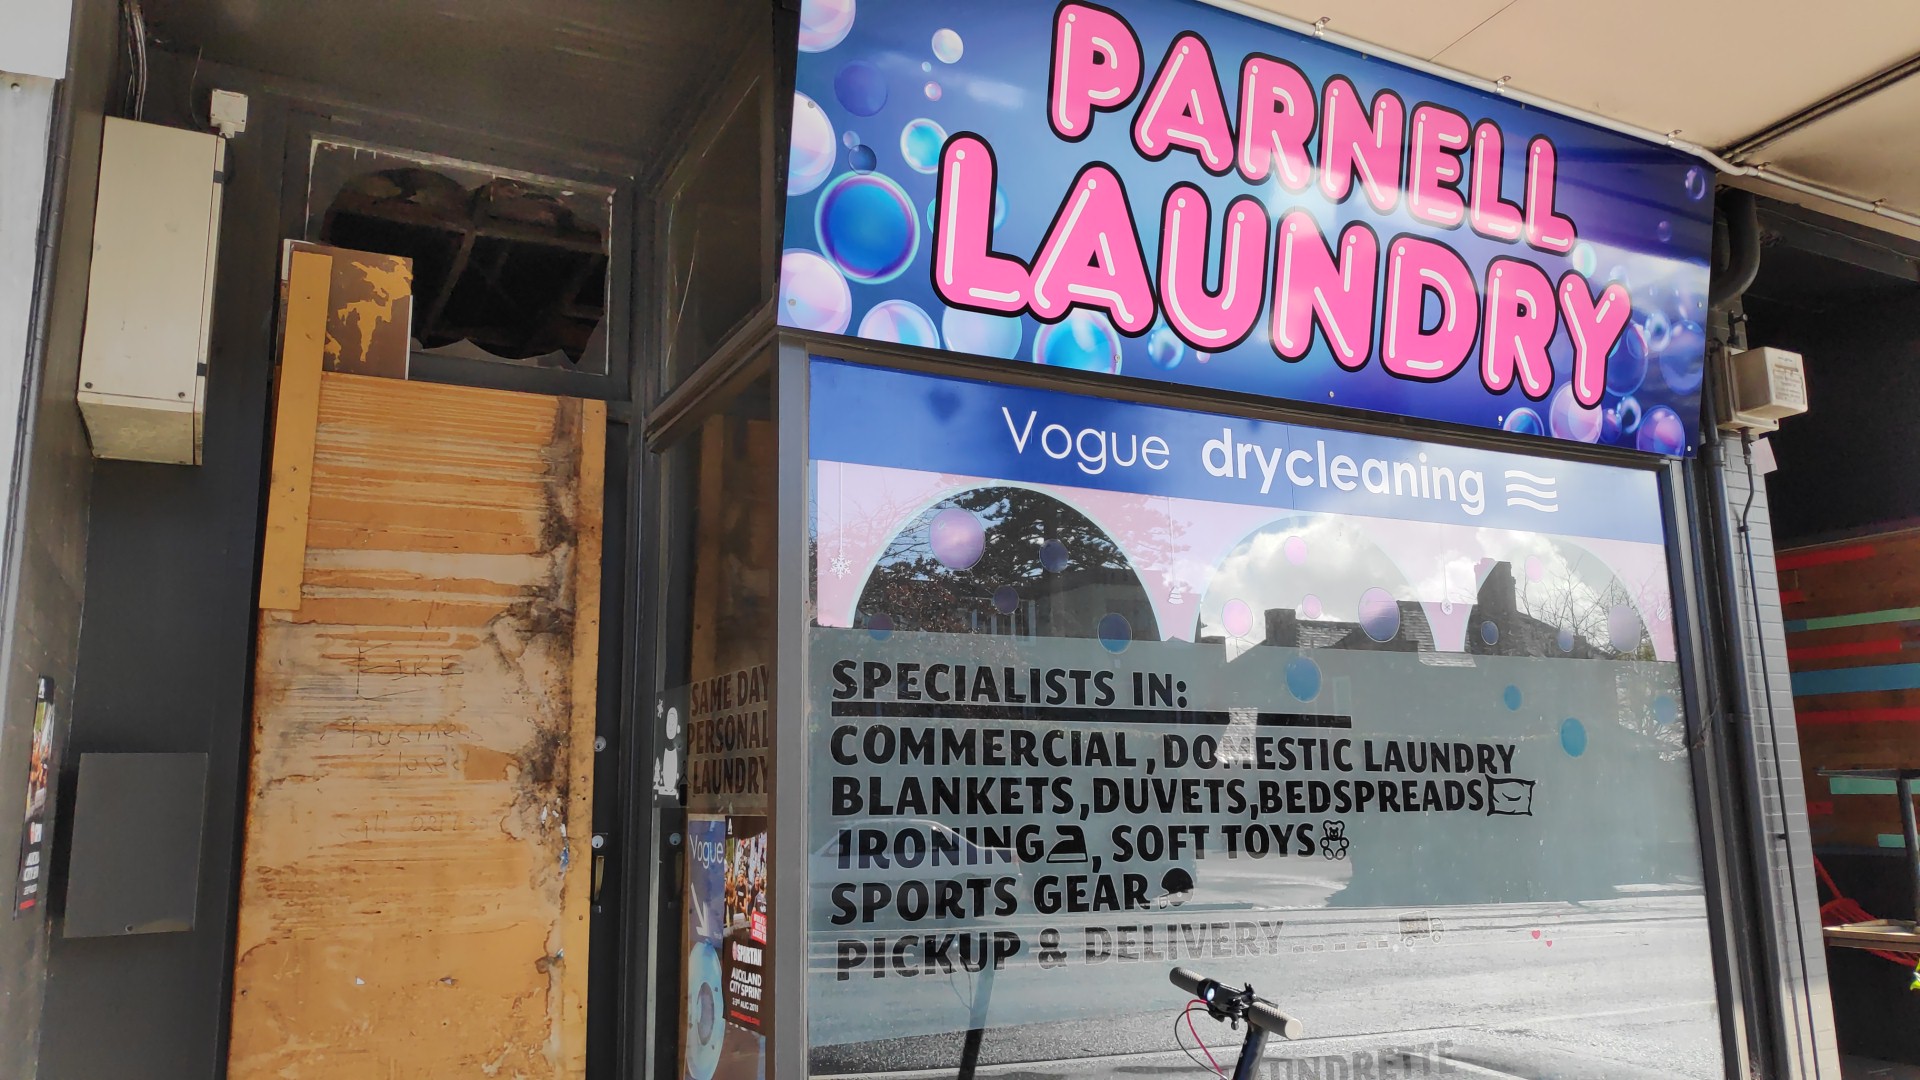 PARNELL
LAUNDRY
Vogue drycleaning
SPECIALISTS IN:
COMMERCIAL, DOMESTIC LAUNDRY
BLANKETS, DUVETS, BEDSPREADS
IRONING, SOFT TOYS
SPORTS GEAR
PICKUP & DELIVERY......
SAME DAY
PERSONAL
LAUNDRY
Vogue
SPARTAN
AUCKLAND
CITY SPRINT
FIRE